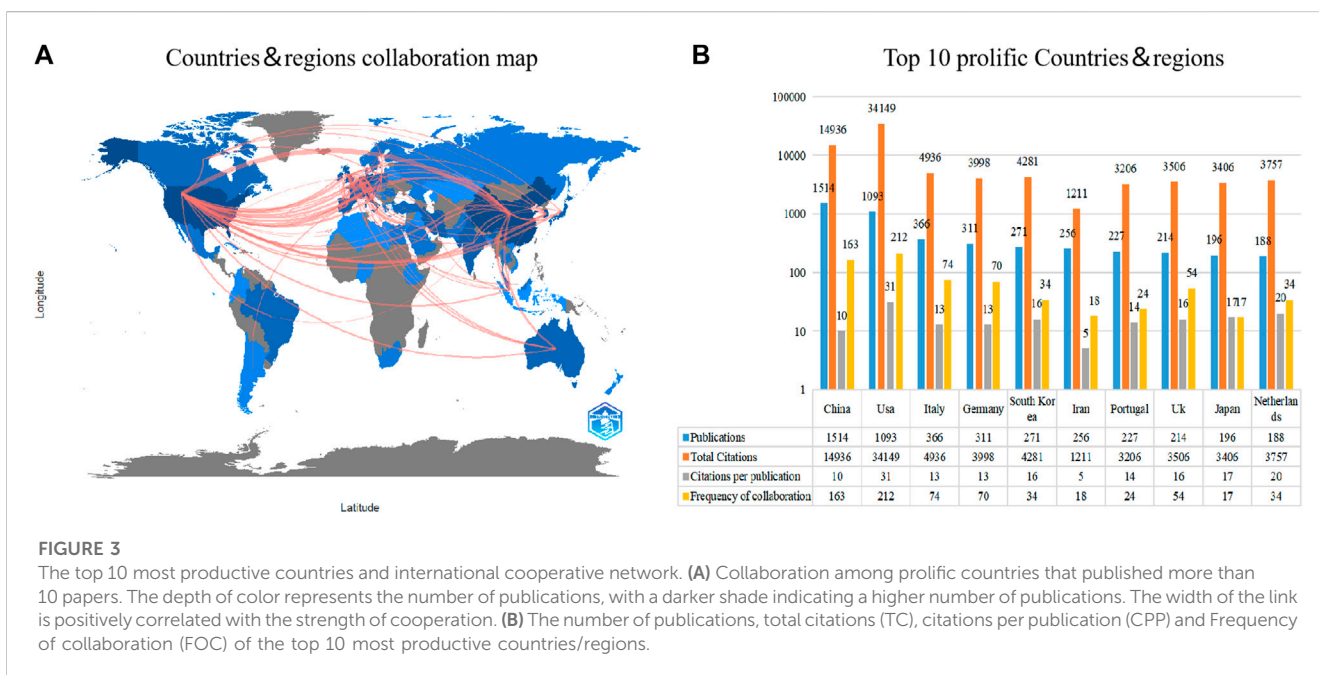 A
Countries&regions collaboration map
Longitude
Latitude
B
Top 10 prolific Countries&regions
100000
10000
1000
100
10
1
1514
14936
10
163
1093
34149
31
212
366
4936
13
74
311
3998
13
70
271
4281
16
34
256
1211
5
18
227
3206
14
24
214
3506
16
54
196
3406
17
17
188
3757
20
34
China Usa Italy Germany South Kor Iran Portugal Uk Japan Netherlan
ea ds
Publications 1514 1093 366 311 271 256 227 214 196 188
Total Citations 14936 34149 4936 3998 4281 1211 3206 3506 3406 3757
Citations per publication 10 31 13 13 16 5 14 16 17 20
Frequency of collaboration 163 212 74 70 34 18 24 54 17 34
FIGURE 3
The top 10 most productive countries and international cooperative network. (A) Collaboration among prolific countries that published more than
10 papers. The depth of color represents the number of publications, with a darker shade indicating a higher number of publications. The width of the link
is positively correlated with the strength of cooperation. (B) The number of publications, total citations (TC), citations per publication (CPP) and Frequency
of collaboration (FOC) of the top 10 most productive countries/regions.